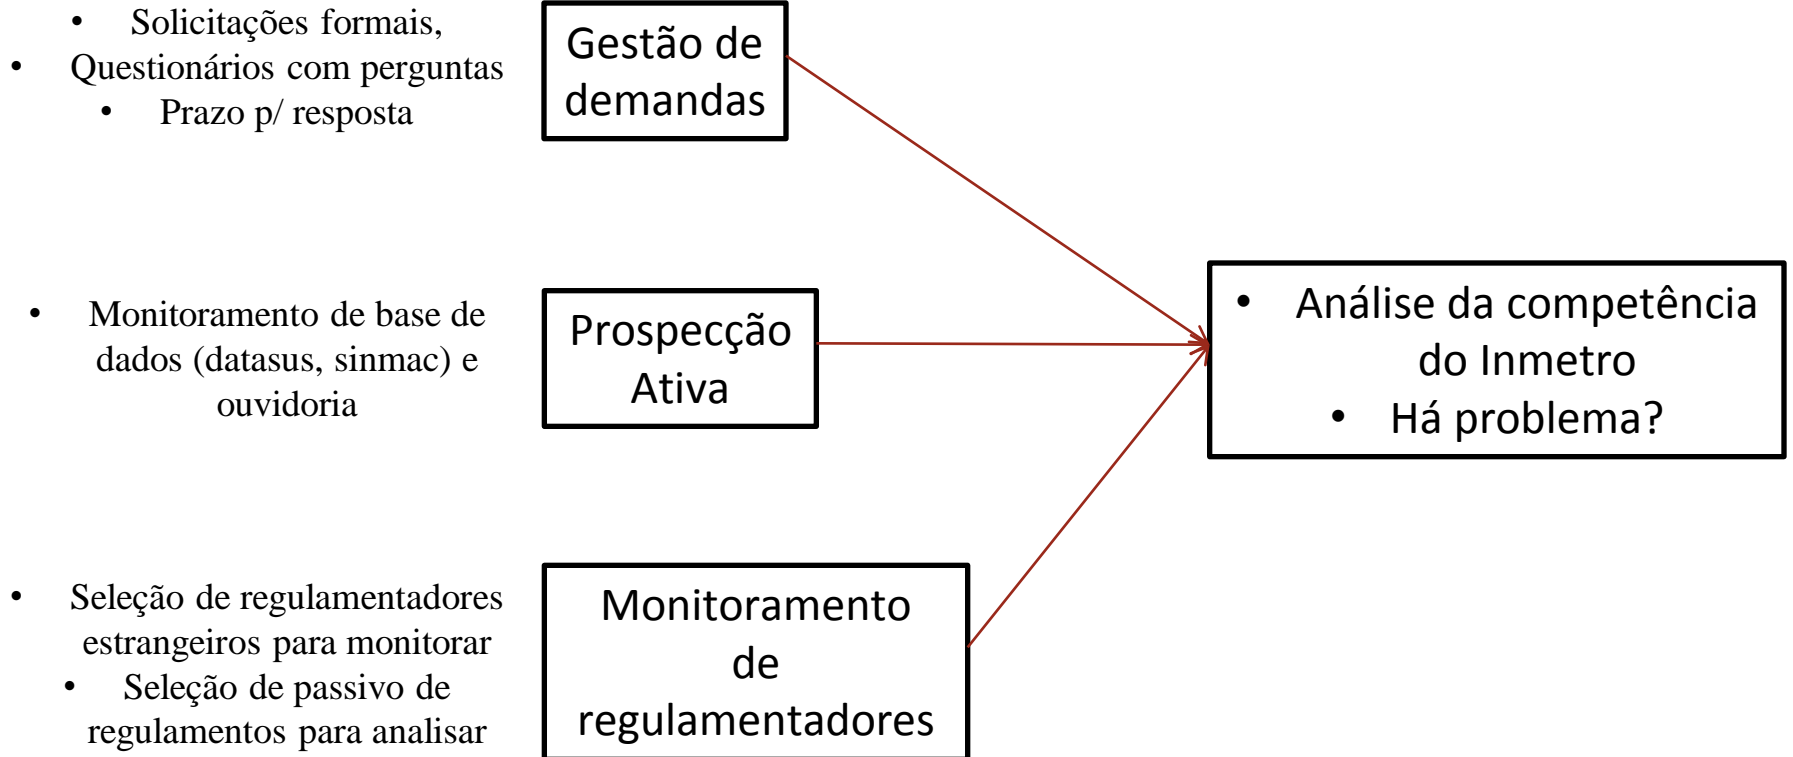 • Solicitações formais,
• Questionários com perguntas
• Prazo p/ resposta
Gestão de
demandas
• Monitoramento de base de
dados (datasus, sinmac) e
ouvidoria
Prospecção
Ativa
• Análise da competência
do Inmetro
• Há problema?
• Seleção de regulamentadores
estrangeiros para monitorar
• Seleção de passivo de
regulamentos para analisar
Monitoramento
de
regulamentadores